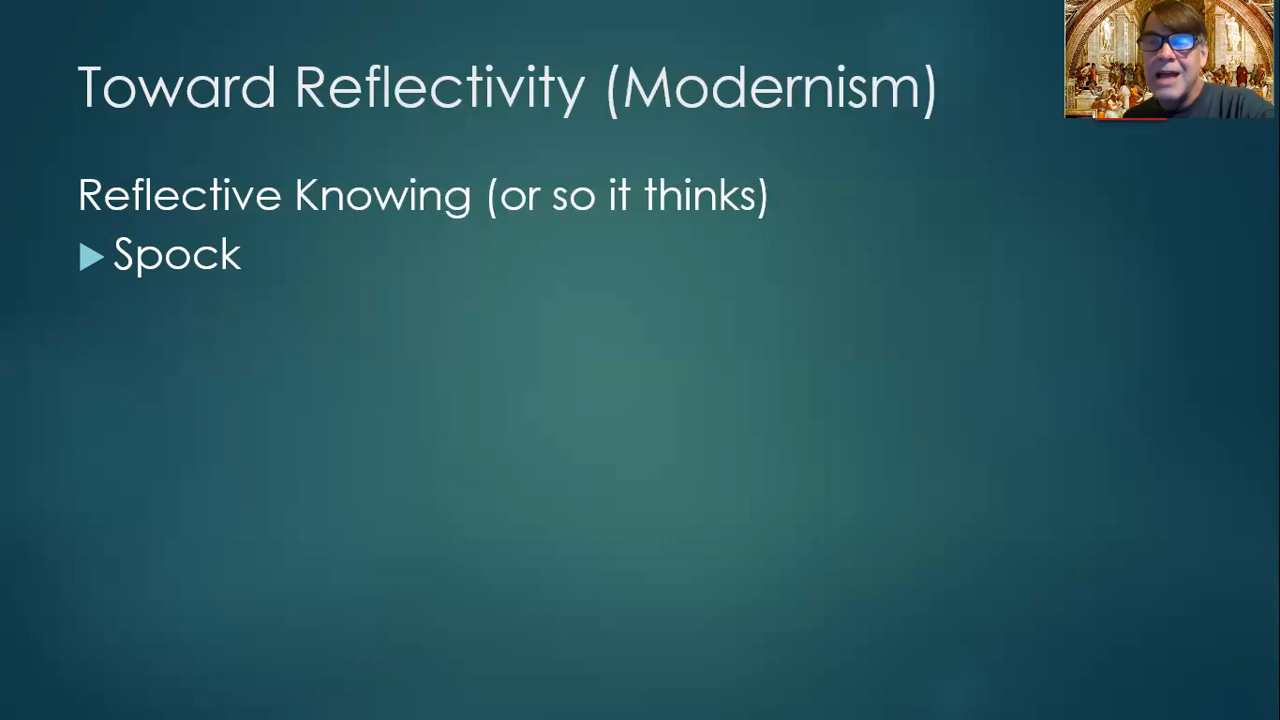 Toward Reflectivity (Modernism)
Reflective Knowing (or so it thinks)
Spock